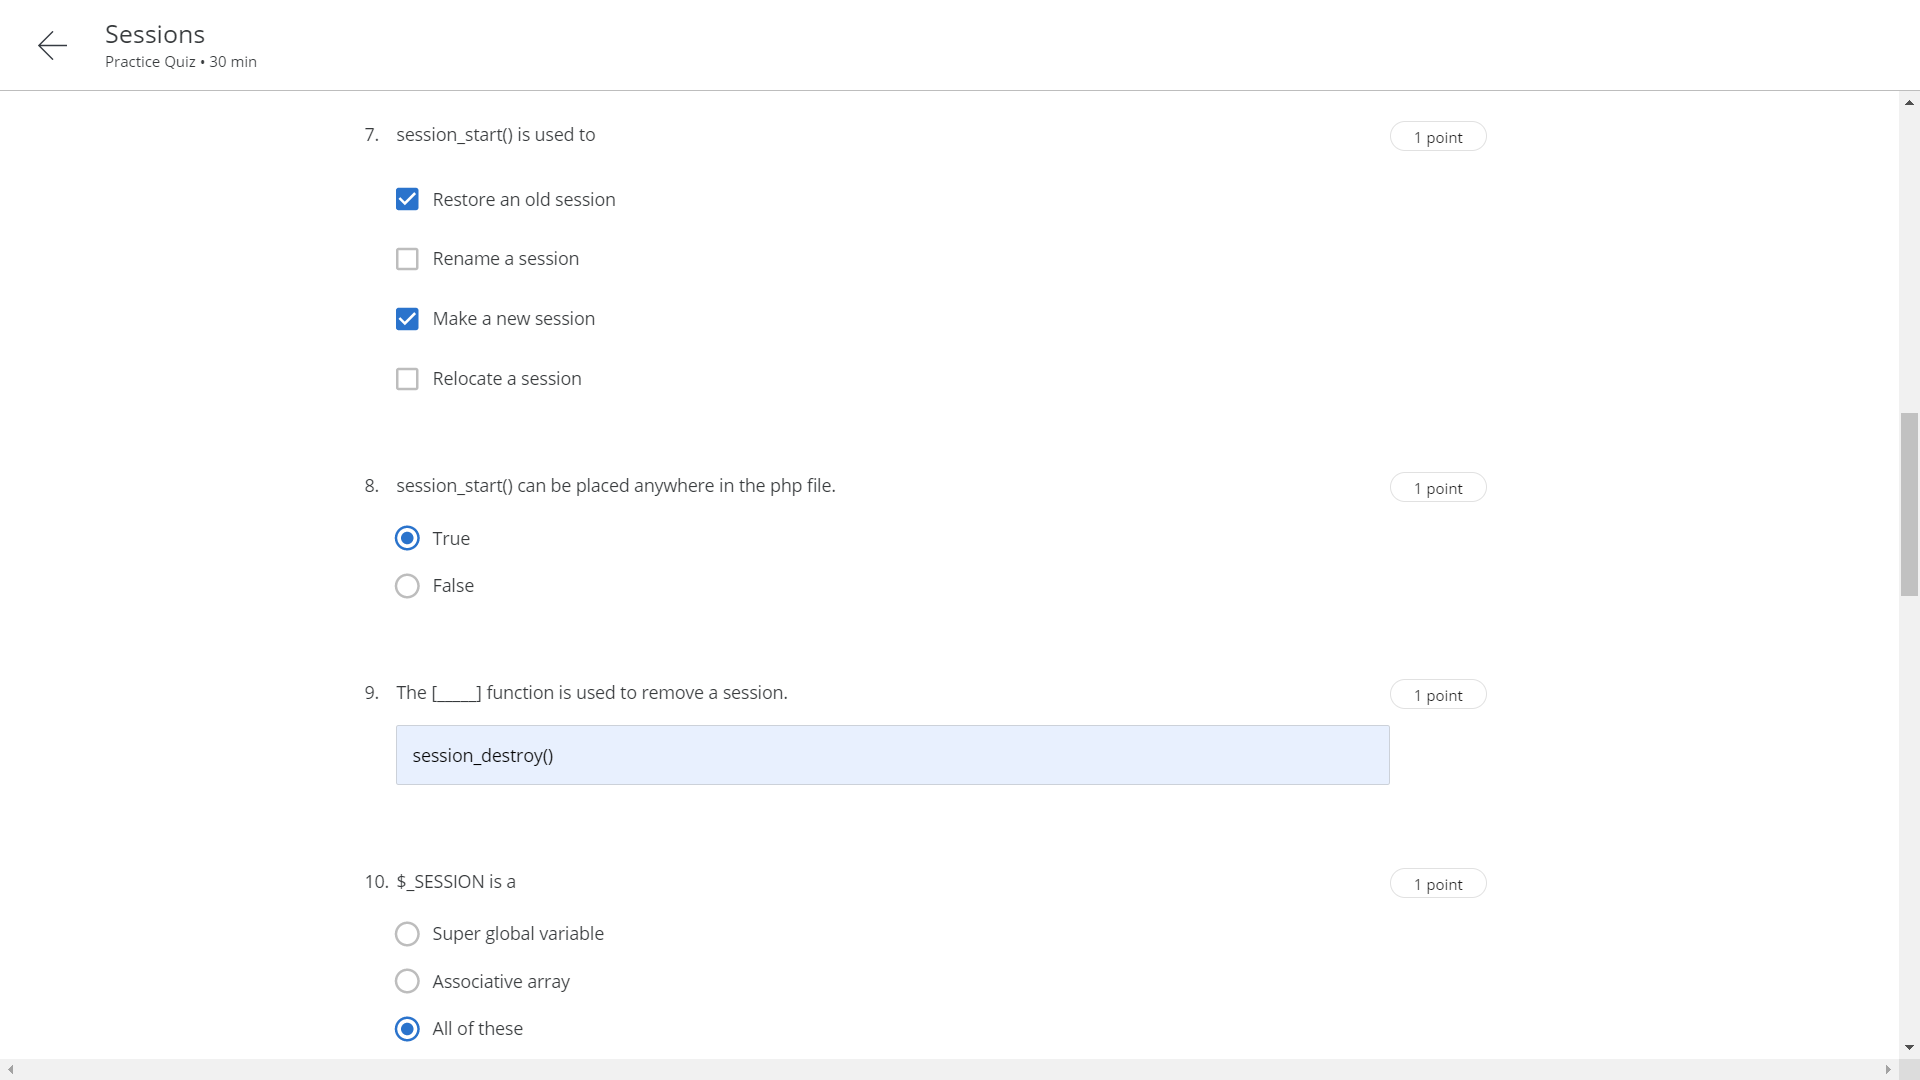 Sessions
Practice Quiz • 30 min
7. session_start() is used to
1 point
Restore an old session
Rename a session
Make a new session
Relocate a session
8. session_start() can be placed anywhere in the php file.
1 point
True
False
9. The [_____] function is used to remove a session.
1 point
session_destroy()
10. $_SESSION is a
1 point
Super global variable
Associative array
All of these